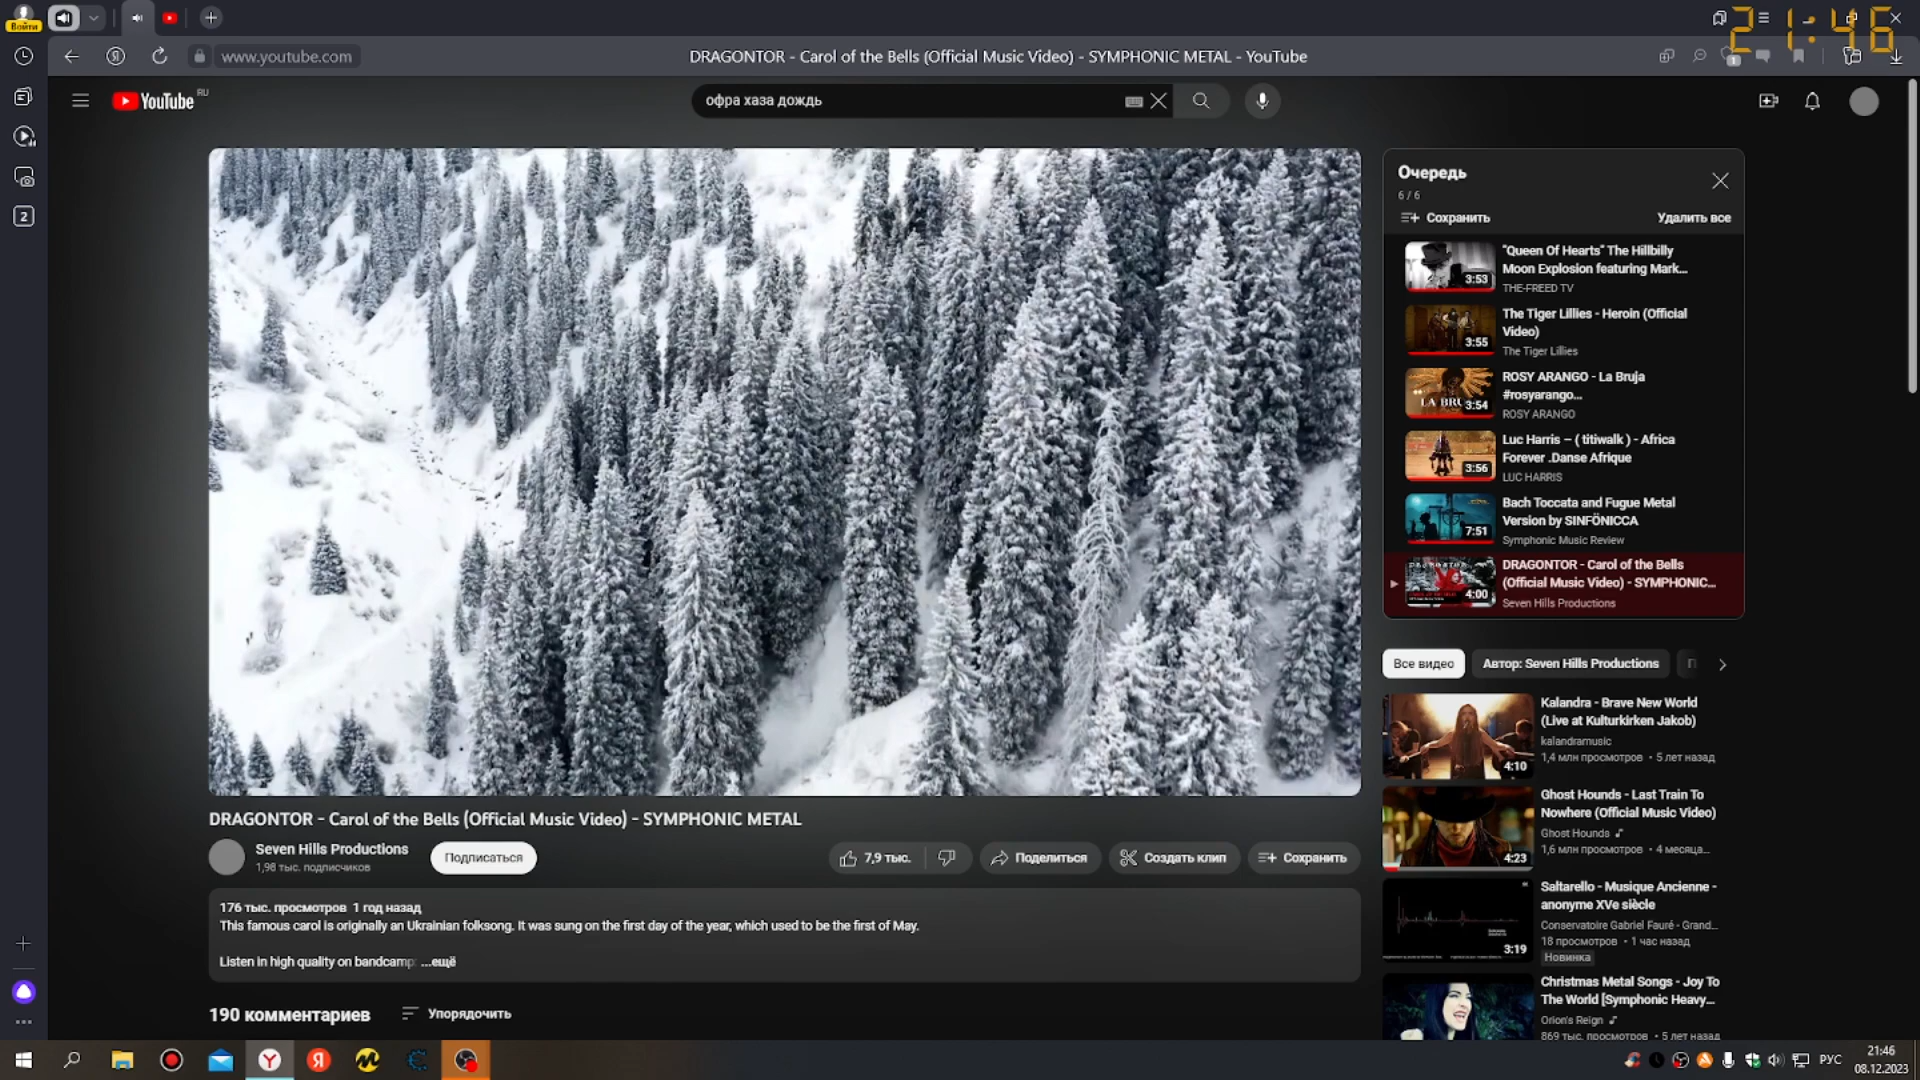 Войти
21:46
www.youtube.com
DRAGONTOR - Carol of the Bells (Official Music Video) - SYMPHONIC METAL - YouTube
1
2
YouTube
RU
офра хаза дождь
Очередь
6 / 6
Сохранить
Удалить все
"Queen Of Hearts" The Hillbilly
Moon Explosion featuring Mark...
THE-FREED TV
3:53
The Tiger Lillies - Heroin (Official
Video)
The Tiger Lillies
3:55
ROSY ARANGO - La Bruja
#rosyarango...
ROSY ARANGO
3:54
Luc Harris – ( titiwalk ) - Africa
Forever .Danse Afrique
LUC HARRIS
3:56
Bach Toccata and Fugue Metal
Version by SINFÖNICCA
Symphonic Music Review
7:51
DRAGONTOR - Carol of the Bells
(Official Music Video) - SYMPHONIC...
Seven Hills Productions
4:00
Все видео
Автор: Seven Hills Productions
Kalandra - Brave New World
(Live at Kulturkirken Jakob)
kalandramusic
1,4 млн просмотров • 5 лет назад
4:10
Ghost Hounds - Last Train To
Nowhere (Official Music Video)
Ghost Hounds
1,6 млн просмотров • 4 месяца...
4:23
Saltarello - Musique Ancienne -
anonyme XVe siècle
Conservatoire Gabriel Fauré - Grand...
18 просмотров • 1 час назад
Новинка
3:19
Christmas Metal Songs - Joy To
The World [Symphonic Heavy...
Orion's Reign
869 тыс. просмотров • 5 лет назад
DRAGONTOR - Carol of the Bells (Official Music Video) - SYMPHONIC METAL
Seven Hills Productions
1,98 тыс. подписчиков
Подписаться
7,9 тыс.
Поделиться
Создать клип
Сохранить
176 тыс. просмотров 1 год назад
This famous carol is originally an Ukrainian folksong. It was sung on the first day of the year, which used to be the first of May.
Listen in high quality on bandcamp ...ещё
190 комментариев
Упорядочить
РУС
21:46
08.12.2023